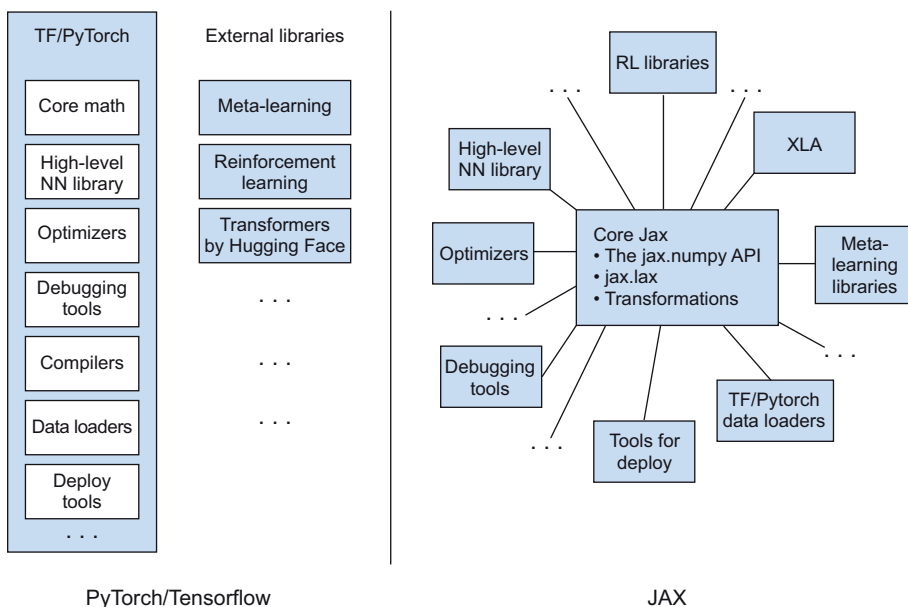 TF/PyTorch
Core math
High-level
NN library
Optimizers
Debugging
tools
Compilers
Data loaders
Deploy
tools
. . .
External libraries
Meta-learning
Reinforcement
learning
Transformers
by Hugging Face
. . .
. . .
. . .
PyTorch/Tensorflow
RL libraries
. . .
. . .
High-level
NN library
XLA
Optimizers
Core Jax
• The jax.numpy API
• jax.lax
• Transformations
Meta-
learning
libraries
. . .
. . .
Debugging
tools
TF/Pytorch
data loaders
. . .
Tools for
deploy
JAX